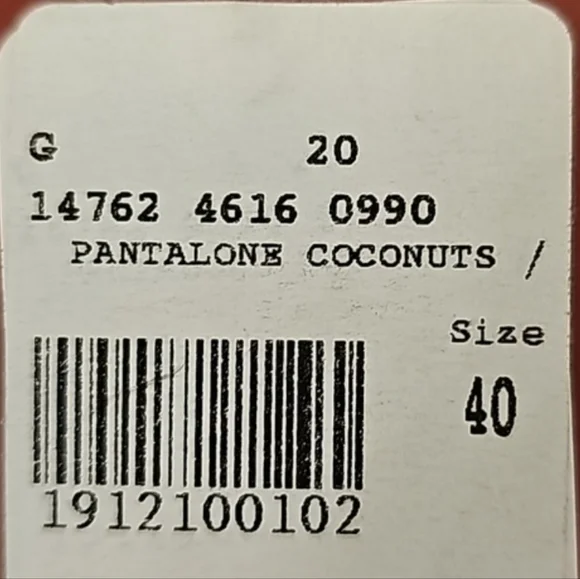 G 20
14762 4616 0990
PANTALONE COCONUTS /
Size
40
1912100102